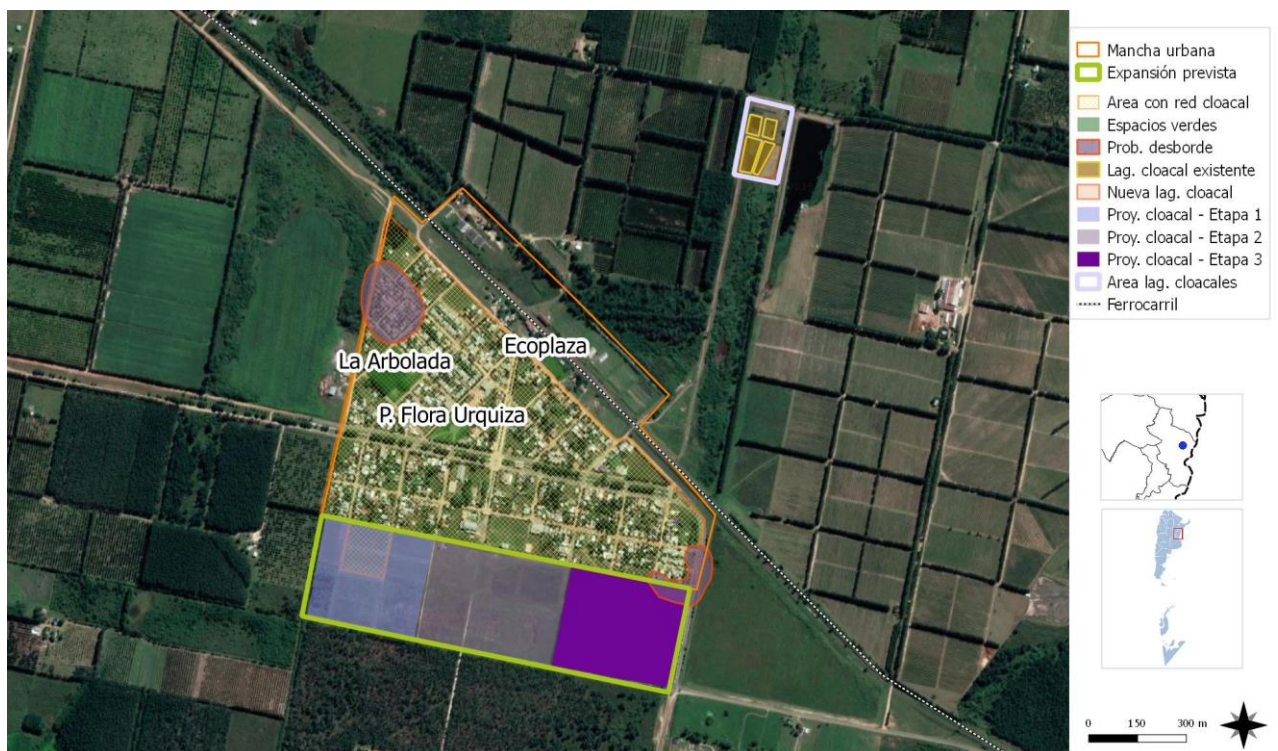 Mancha urbana
Expansión prevista
Area con red cloacal
Espacios verdes
Prob. desborde
Lag. cloacal existente
Nueva lag. cloacal
Proy. cloacal - Etapa 1
Proy. cloacal - Etapa 2
Proy. cloacal - Etapa 3
Area lag. cloacales
Ferrocarril
Ecoplaza
La Arbolada
P. Flora Urquiza
0 150 300 m